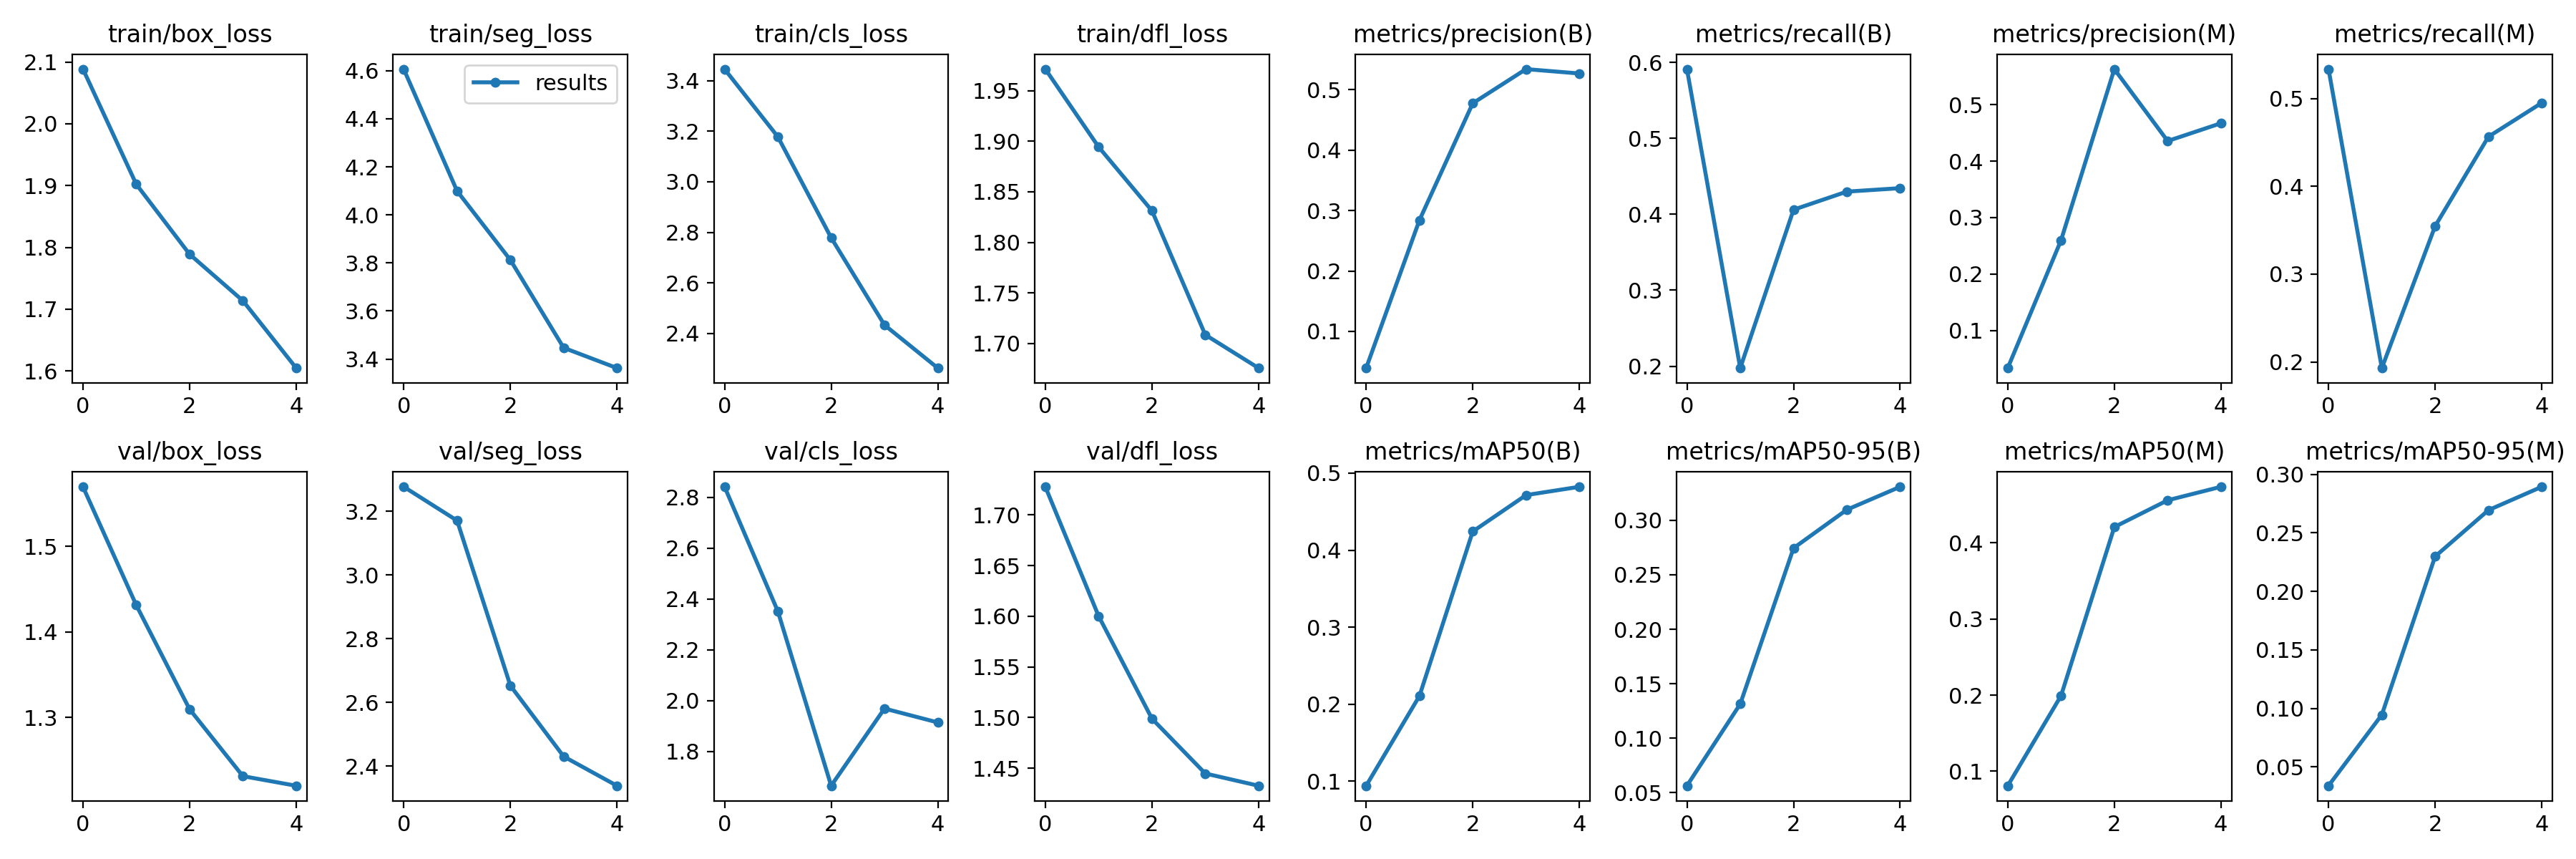 train/box_loss
2.1
2.0
1.9
1.8
1.7
1.6
0 2 4
train/seg_loss
results
4.6
4.4
4.2
4.0
3.8
3.6
3.4
0 2 4
train/cls_loss
3.4
3.2
3.0
2.8
2.6
2.4
0 2 4
train/dfl_loss
1.95
1.90
1.85
1.80
1.75
1.70
0 2 4
metrics/precision(B)
0.5
0.4
0.3
0.2
0.1
0 2 4
metrics/recall(B)
0.6
0.5
0.4
0.3
0.2
0 2 4
metrics/precision(M)
0.5
0.4
0.3
0.2
0.1
0 2 4
metrics/recall(M)
0.5
0.4
0.3
0.2
0 2 4
val/box_loss
1.5
1.4
1.3
0 2 4
val/seg_loss
3.2
3.0
2.8
2.6
2.4
0 2 4
val/cls_loss
2.8
2.6
2.4
2.2
2.0
1.8
0 2 4
val/dfl_loss
1.70
1.65
1.60
1.55
1.50
1.45
0 2 4
metrics/mAP50(B)
0.5
0.4
0.3
0.2
0.1
0 2 4
metrics/mAP50-95(B)
0.30
0.25
0.20
0.15
0.10
0.05
0 2 4
metrics/mAP50(M)
0.4
0.3
0.2
0.1
0 2 4
metrics/mAP50-95(M)
0.30
0.25
0.20
0.15
0.10
0.05
0 2 4